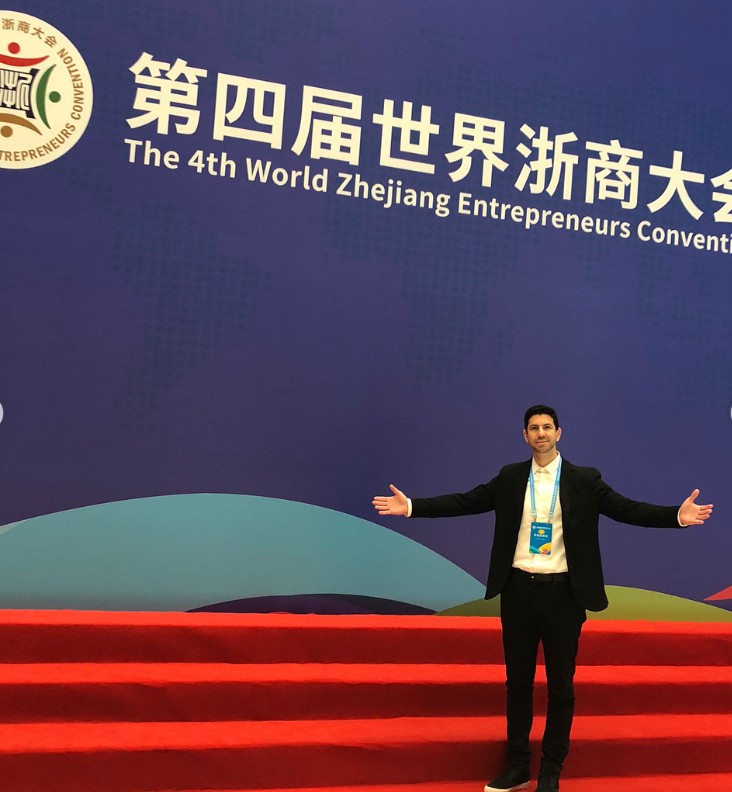 浙商大会
ENTREPRENEURS CONVENTION
第四届世界浙商大会
The 4th World Zhejiang Entrepreneurs Conventi